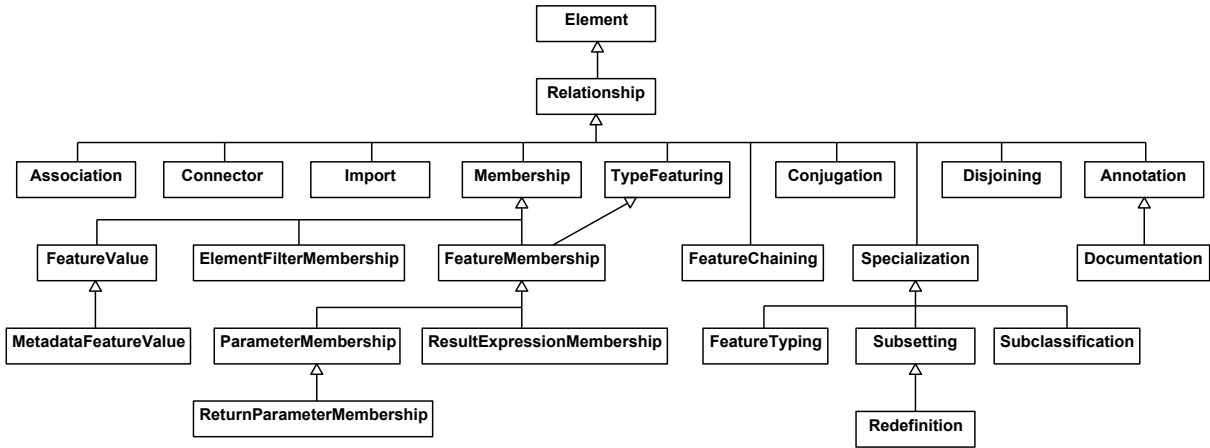 Element
Relationship
Association
Connector
Import
Membership
TypeFeaturing
Conjugation
Disjoining
Annotation
FeatureValue
ElementFilterMembership
FeatureMembership
FeatureChaining
Specialization
Documentation
MetadataFeatureValue
ParameterMembership
ResultExpressionMembership
FeatureTyping
Subsetting
Subclassification
ReturnParameterMembership
Redefinition